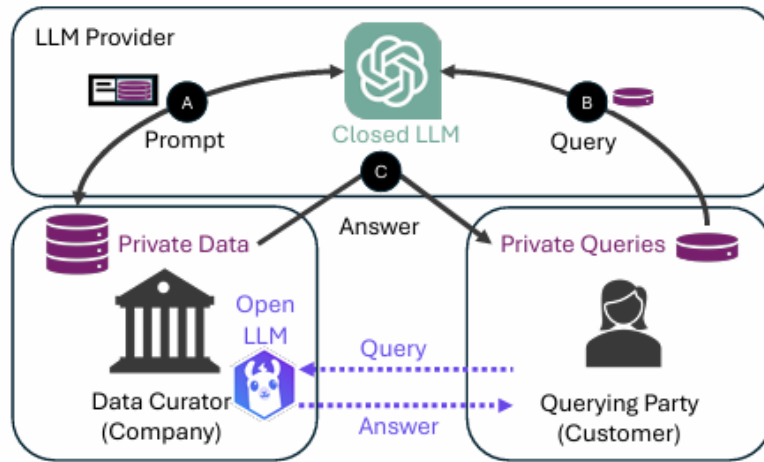 LLM Provider
A
Prompt
Closed LLM
B
Query
C
Answer
Private Data
Private Queries
Open
LLM
Query
Answer
Data Curator
(Company)
Querying Party
(Customer)